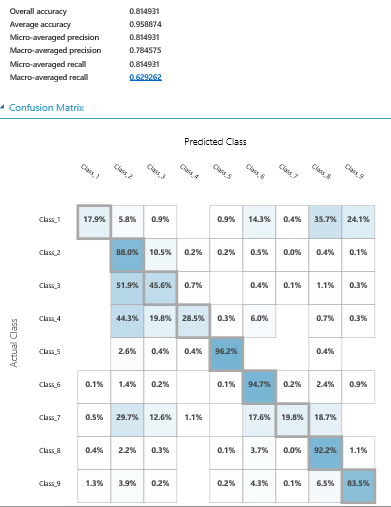 Overall accuracy 0.814931
Average accuracy 0.958874
Micro-averaged precision 0.814931
Macro-averaged precision 0.784575
Micro-averaged recall 0.814931
Macro-averaged recall 0.629262
Confusion Matrix
Predicted Class
Class_1 Class_2 Class_3 Class_4 Class_5 Class_6 Class_7 Class_8 Class_9
Class_1 17.9% 5.8% 0.9% 0.9% 14.3% 0.4% 35.7% 24.1%
Class_2 88.0% 10.5% 0.2% 0.2% 0.5% 0.0% 0.4% 0.1%
Class_3 51.9% 45.6% 0.7% 0.4% 0.1% 1.1% 0.3%
Class_4 44.3% 19.8% 28.5% 0.3% 6.0% 0.7% 0.3%
Class_5 2.6% 0.4% 0.4% 96.2% 0.4%
Class_6 0.1% 1.4% 0.2% 0.1% 94.7% 0.2% 2.4% 0.9%
Class_7 0.5% 29.7% 12.6% 1.1% 17.6% 19.8% 18.7%
Class_8 0.4% 2.2% 0.3% 0.1% 3.7% 0.0% 92.2% 1.1%
Class_9 1.3% 3.9% 0.2% 0.2% 4.3% 0.1% 6.5% 83.5%
Actual Class